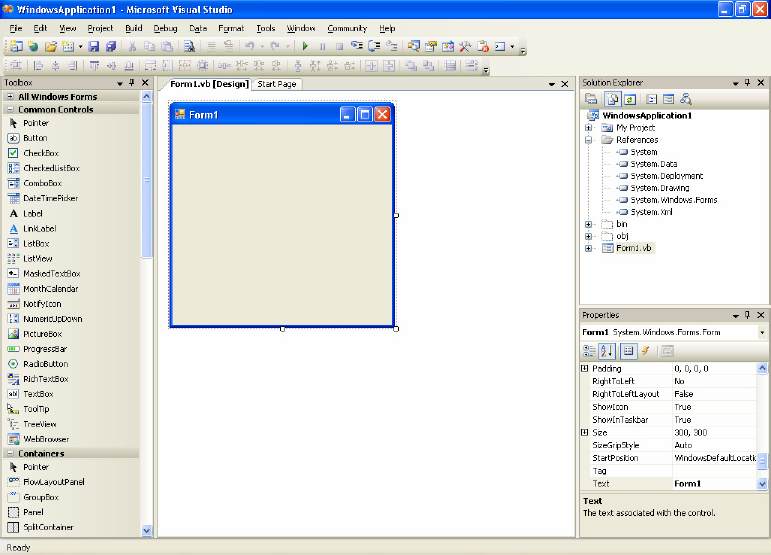 WindowsApplication1 - Microsoft Visual Studio
File Edit View Project Build Debug Data Format Tools Window Community Help
Toolbox
All Windows Forms
Common Controls
Pointer
Button
CheckBox
CheckedListBox
ComboBox
DateTimePicker
Label
LinkLabel
ListBox
ListView
MaskedTextBox
MonthCalendar
NotifyIcon
NumericUpDown
PictureBox
ProgressBar
RadioButton
RichTextBox
TextBox
ToolTip
TreeView
WebBrowser
Containers
Pointer
FlowLayoutPanel
GroupBox
Panel
SplitContainer
Form1.vb [Design] Start Page
Form1
Solution Explorer
WindowsApplication1
My Project
References
System
System.Data
System.Deployment
System.Drawing
System.Windows.Forms
System.Xml
bin
obj
Form1.vb
Properties
Form1 System.Windows.Forms.Form
Padding 0, 0, 0, 0
RightToLeft No
RightToLeftLayout False
ShowIcon True
ShowInTaskbar True
Size 300, 300
SizeGripStyle Auto
StartPosition WindowsDefaultLocatio
Tag
Text Form1
Text
The text associated with the control.
Ready